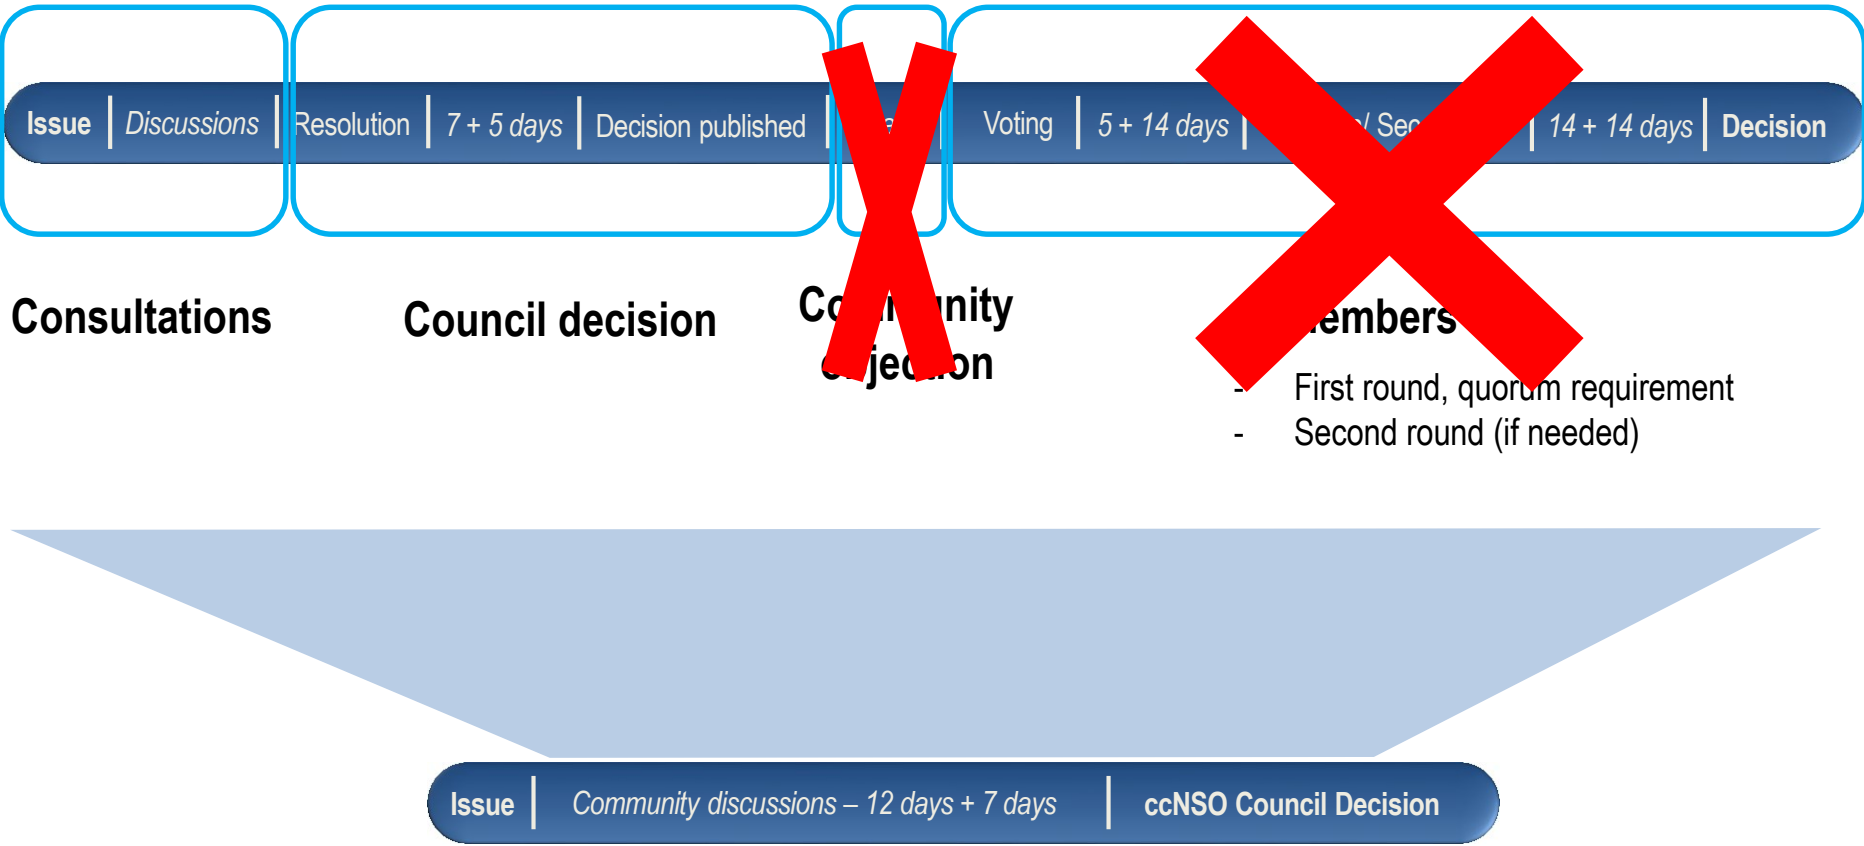 Issue Discussions Resolution 7 + 5 days Decision published Voting 5 + 14 days 14 + 14 days Decision
Consultations
Council decision
First round, quorum requirement
- Second round (if needed)
Issue Community discussions – 12 days + 7 days ccNSO Council Decision